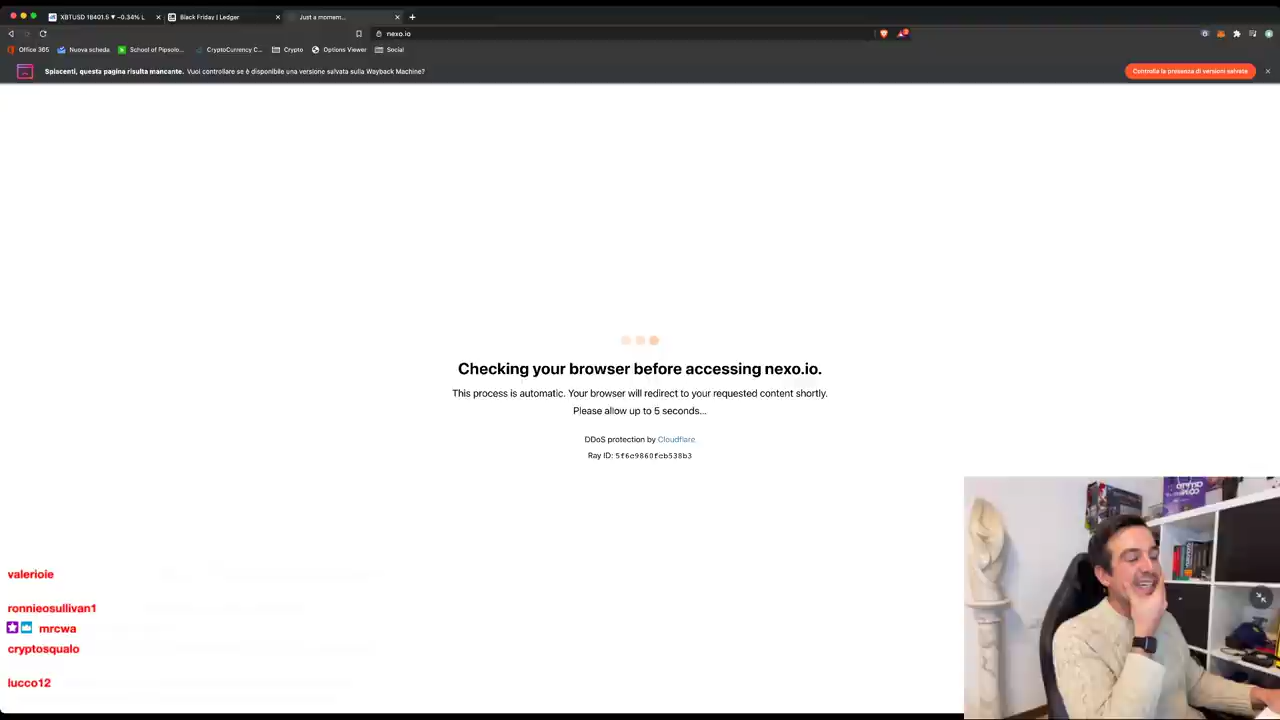 XBTUSD 18401.5 ▼ −0.34% L
Black Friday | Ledger
Just a moment...
nexo.io
Office 365
Nuova scheda
School of Pipsolo...
CryptoCurrency C...
Crypto
Options Viewer
Social
Spiacenti, questa pagina risulta mancante. Vuoi controllare se è disponibile una versione salvata sulla Wayback Machine?
Controlla la presenza di versioni salvate
Checking your browser before accessing nexo.io.
This process is automatic. Your browser will redirect to your requested content shortly.
Please allow up to 5 seconds...
DDoS protection by Cloudflare
Ray ID: 5f6c9860fcb538b3
valerioie
ronnieosullivan1
mrcwa
cryptosqualo
lucco12